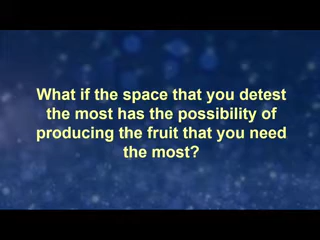 What if the space that you detest
the most has the possibility of
producing the fruit that you need
the most?